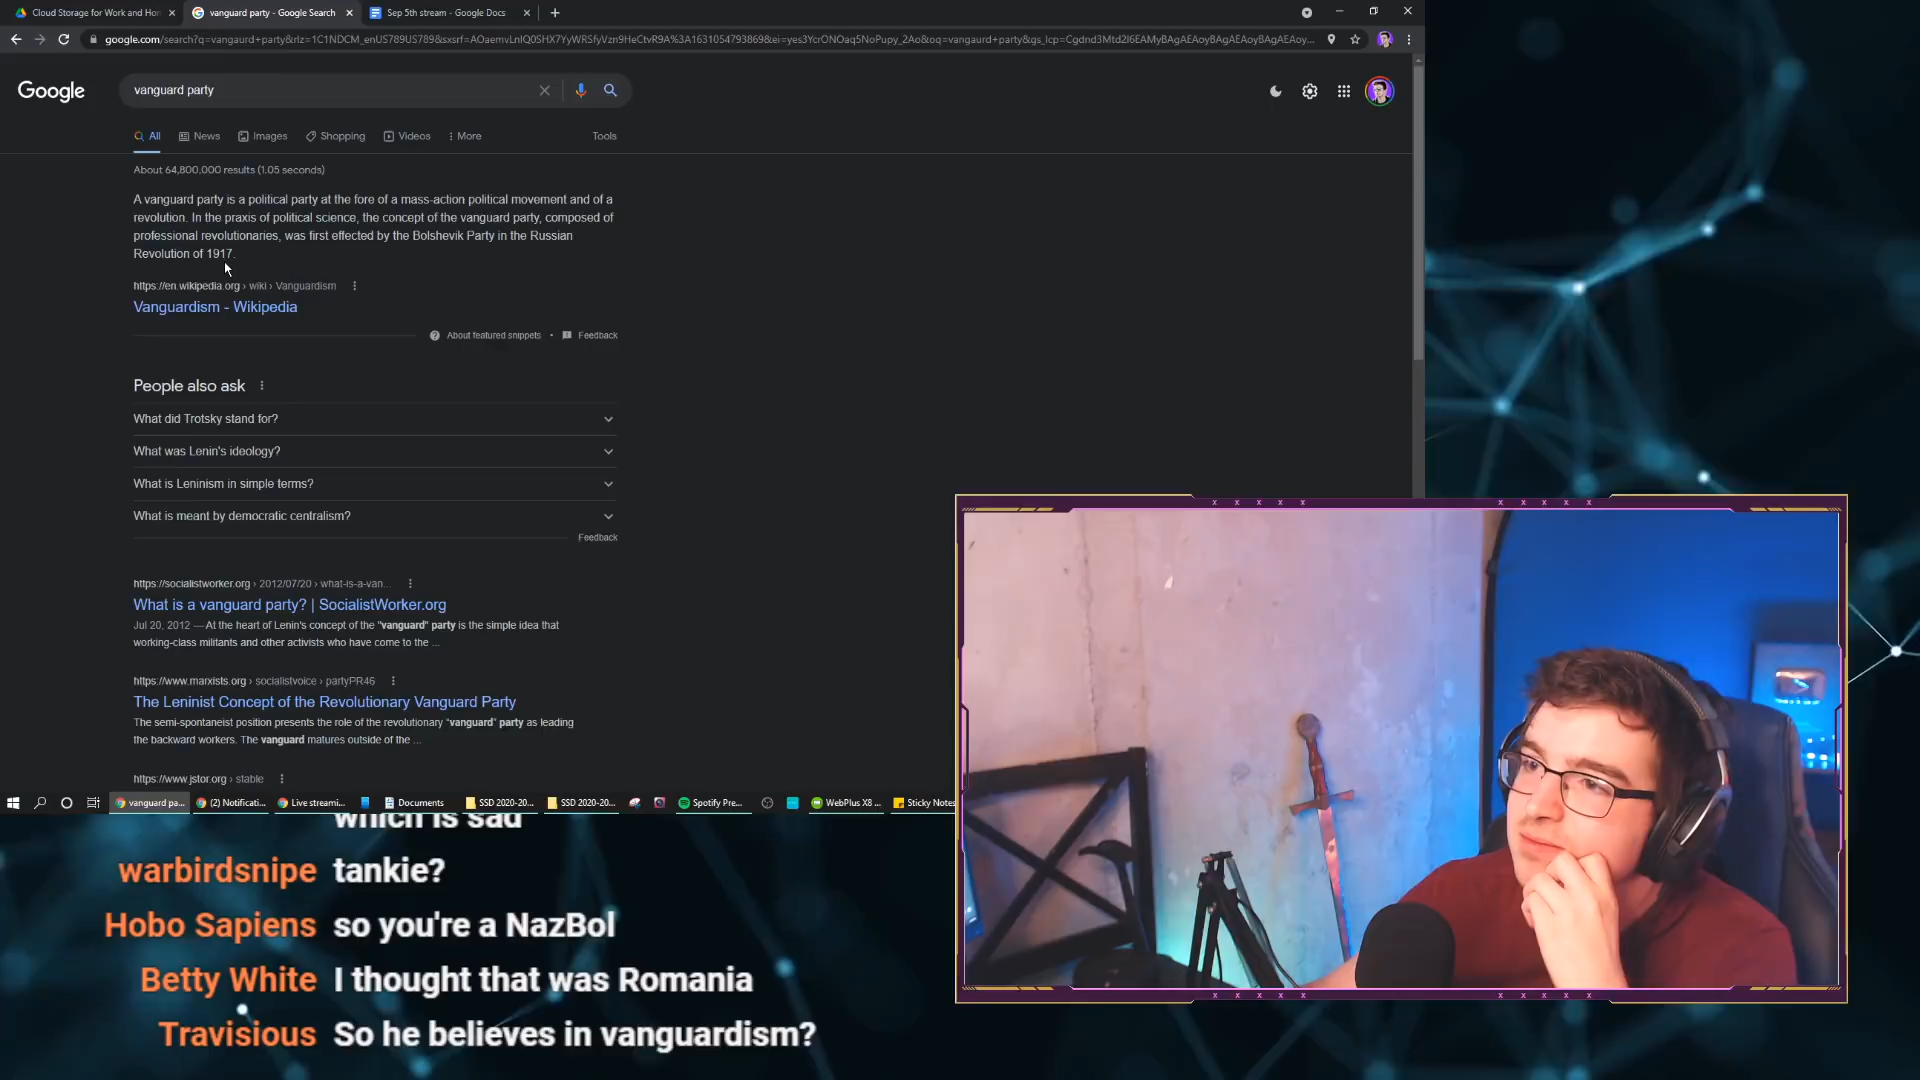 Cloud Storage for Work and Hom
vanguard party - Google Search
Sep 5th stream - Google Docs
google.com/search?q=vangaurd+party&rlz=1C1NDCM_enUS789US789&sxsrf=
Google
vanguard party
All
News
Images
Shopping
Videos
More
Tools
About 64,800,000 results (1.05 seconds)
A vanguard party is a political party at the fore of a mass-action political movement and of a
revolution. In the praxis of political science, the concept of the vanguard party, composed of
professional revolutionaries, was first effected by the Bolshevik Party in the Russian
Revolution of 1917.
https://en.wikipedia.org › wiki › Vanguardism
Vanguardism - Wikipedia
About featured snippets • Feedback
People also ask
What did Trotsky stand for?
What was Lenin's ideology?
What is Leninism in simple terms?
What is meant by democratic centralism?
Feedback
https://socialistworker.org › 2012/07/20 › what-is-a-van...
What is a vanguard party? | SocialistWorker.org
Jul 20, 2012 — At the heart of Lenin's concept of the "vanguard" party is the simple idea that
working-class militants and other activists who have come to the ...
https://www.marxists.org › socialistvoice › partyPR46
The Leninist Concept of the Revolutionary Vanguard Party
The semi-spontaneist position presents the role of the revolutionary "vanguard" party as leading
the backward workers. The vanguard matures outside of the ...
https://www.jstor.org › stable
vanguard pa...
(2) Notificati...
Live streami...
Documents
SSD 2020-20...
SSD 2020-20...
Spotify Pre...
WebPlus X8 ...
Sticky Notes
which is sad
warbirdsnipe tankie?
Hobo Sapiens so you're a NazBol
Betty White I thought that was Romania
Travisious So he believes in vanguardism?
x x x x x
x x x x x
x x x x x
x x x x x